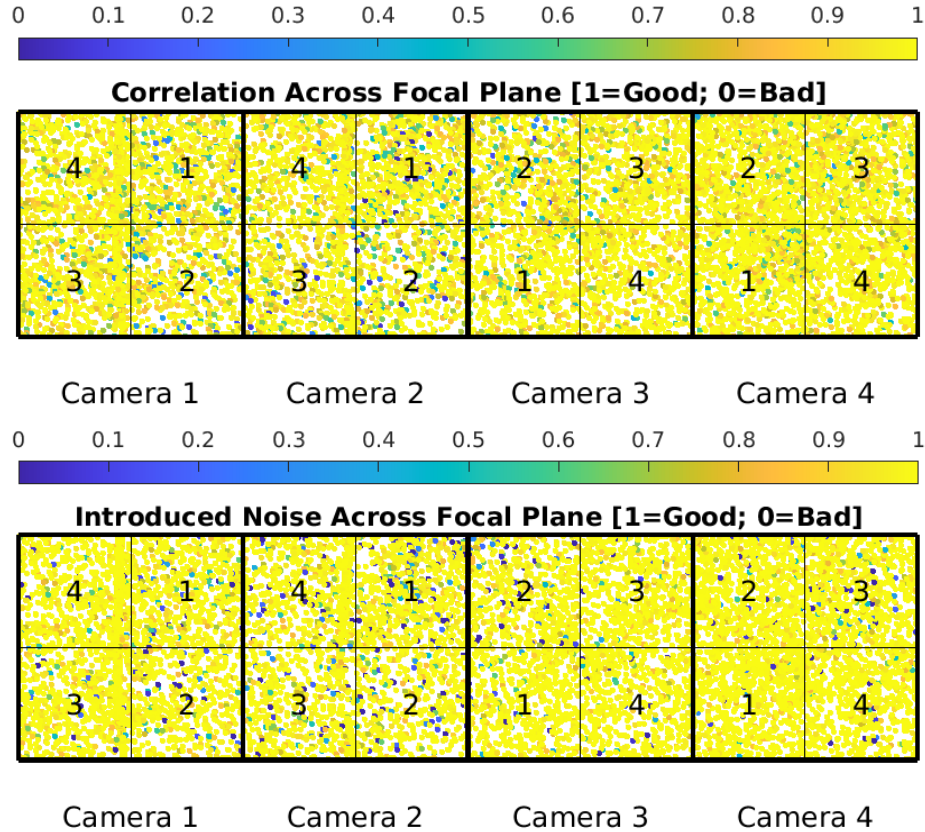 0 0.1 0.2 0.3 0.4 0.5 0.6 0.7 0.8 0.9 1
Correlation Across Focal Plane [1=Good; 0=Bad]
4 1 4 1 2 3 2 3
3 2 3 2 1 4 1 4
Camera 1 Camera 2 Camera 3 Camera 4
0 0.1 0.2 0.3 0.4 0.5 0.6 0.7 0.8 0.9 1
Introduced Noise Across Focal Plane [1=Good; 0=Bad]
4 1 4 1 2 3 2 3
3 2 3 2 1 4 1 4
Camera 1 Camera 2 Camera 3 Camera 4